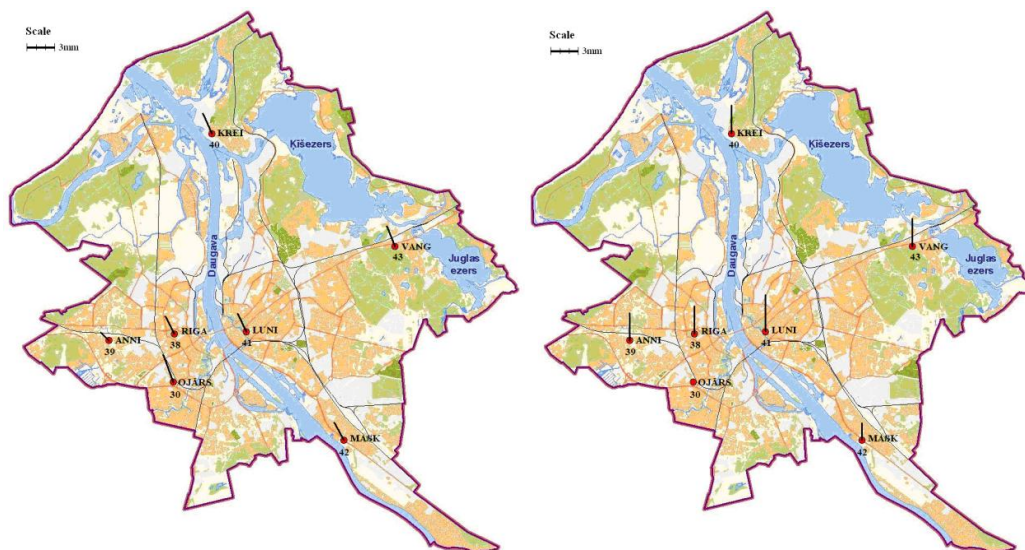 Scale
3mm
KREI
40
Ķīšezers
Daugava
VANG
43
Juglas
ezers
RIGA
38
LUNI
41
ANNI
39
OJĀRS
30
MASK
42
Scale
3mm
KREI
40
Ķīšezers
Daugava
VANG
43
Juglas
ezers
RIGA
38
LUNI
41
ANNI
39
OJĀRS
30
MASK
42